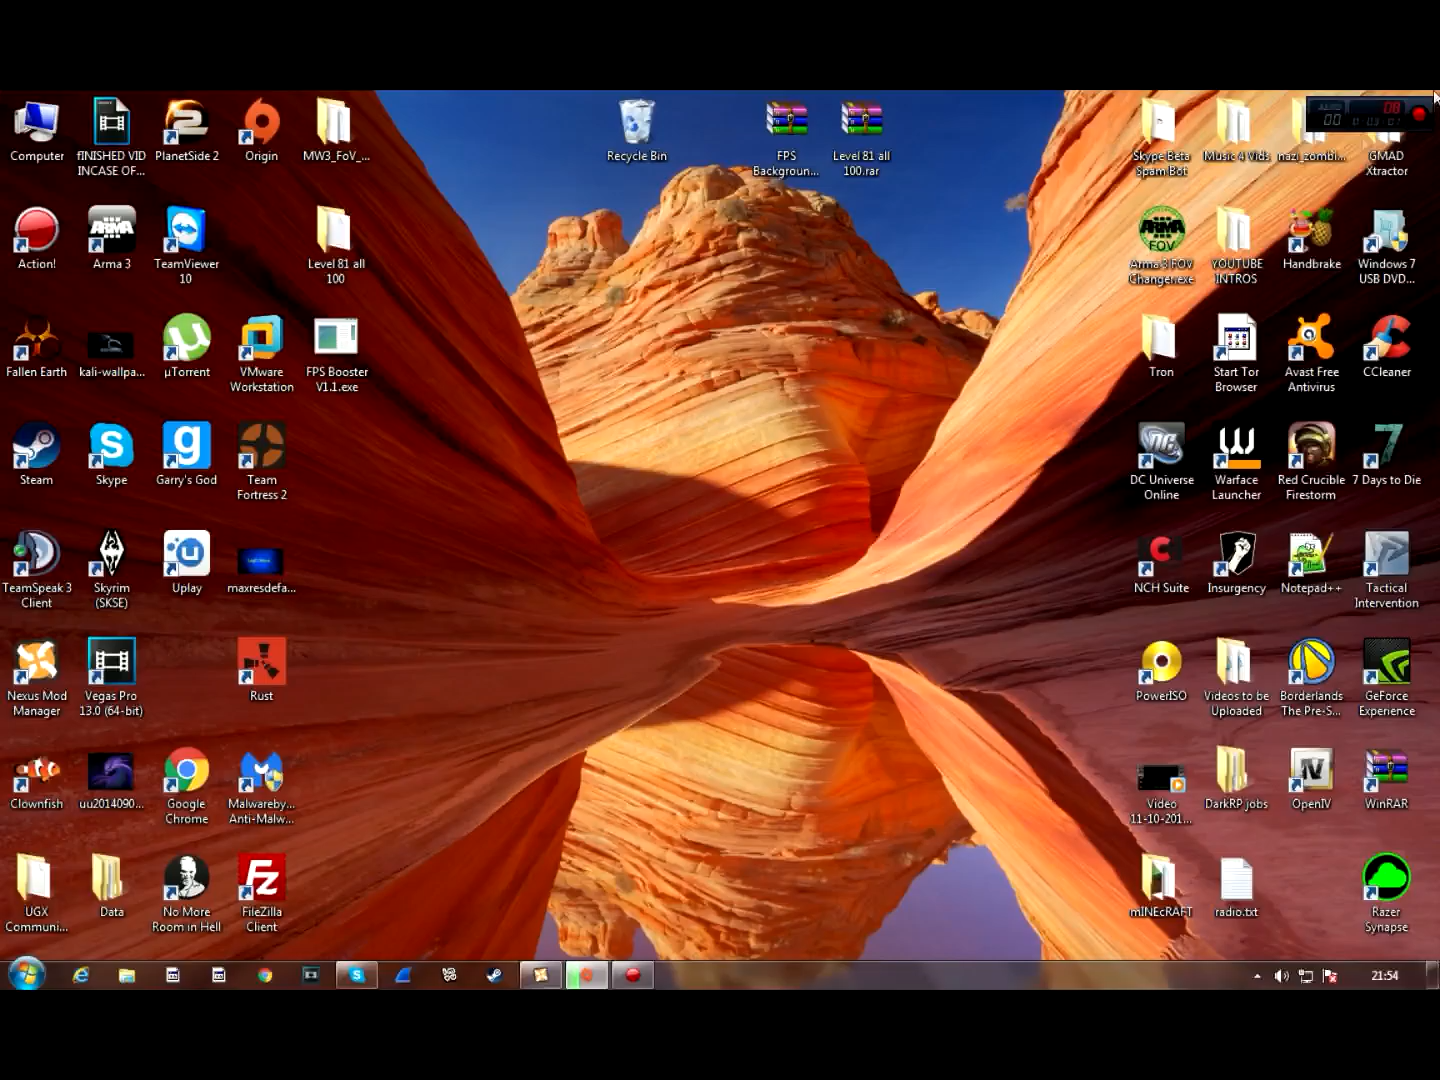 Computer
fINISHED VID
INCASE OF...
PlanetSide 2
Origin
MW3_FoV_...
Recycle Bin
FPS
Backgroun...
Level 81 all
100.rar
Skype Beta
Spam Bot
Music 4 Vids
nazi_zombi...
GMAD
Xtractor
Action!
ARMA
Arma 3
TeamViewer
10
Level 81 all
100
ARMA
FOV
Arma 3 FOV
Changer.exe
YOUTUBE
INTROS
Handbrake
Windows 7
USB DVD...
Fallen Earth
kali-wallpa...
µTorrent
VMware
Workstation
FPS Booster
V1.1.exe
Tron
Start Tor
Browser
Avast Free
Antivirus
CCleaner
Steam
Skype
Garry's God
Team
Fortress 2
DC Universe
Online
Warface
Launcher
Red Crucible
Firestorm
7 Days to Die
TeamSpeak 3
Client
Skyrim
(SKSE)
Uplay
maxresdefa...
NCH Suite
Insurgency
Notepad++
Tactical
Intervention
Nexus Mod
Manager
Vegas Pro
13.0 (64-bit)
Rust
PowerISO
Videos to be
Uploaded
Borderlands
The Pre-S...
GeForce
Experience
Clownfish
uu2014090...
Google
Chrome
Malwareby...
Anti-Malw...
Video
11-10-201...
DarkRP jobs
OpenIV
WinRAR
UGX
Communi...
Data
No More
Room in Hell
FileZilla
Client
mINEcRAFT
radio.txt
Razer
Synapse
21:54